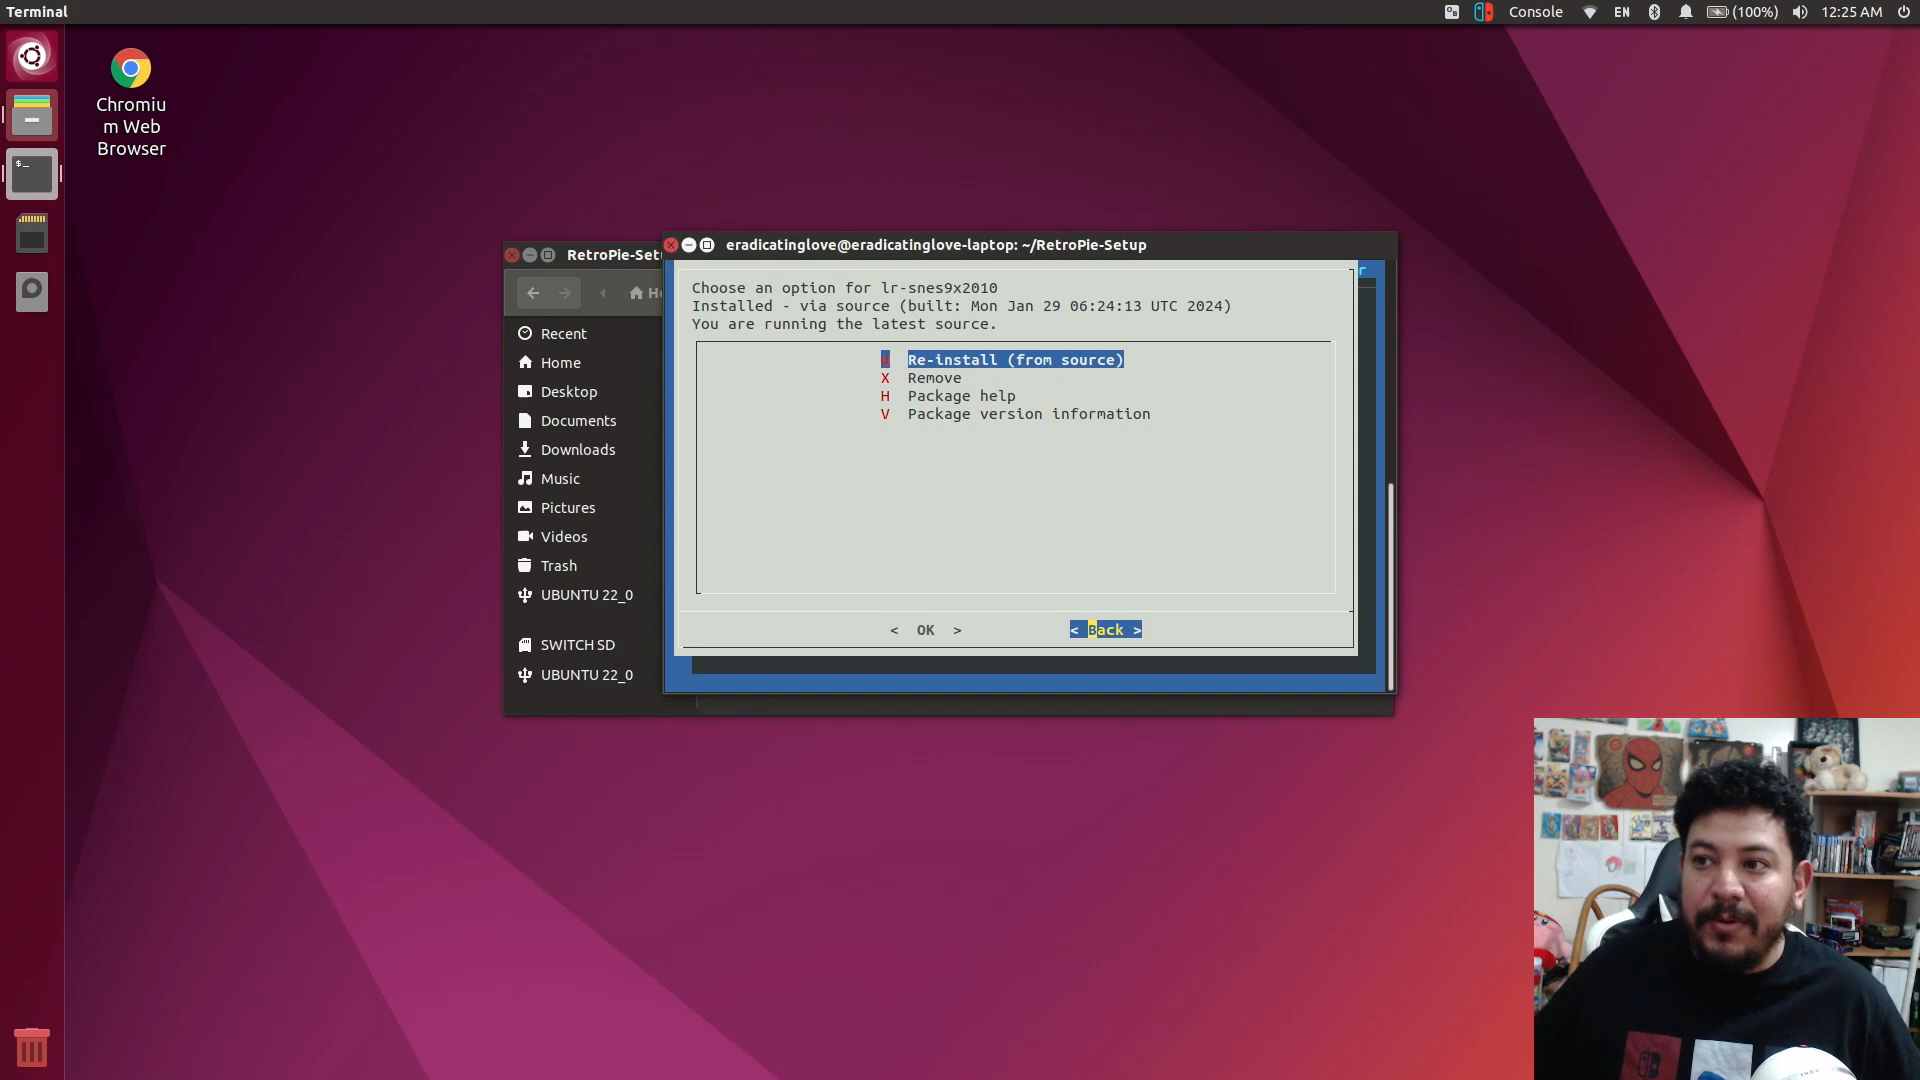 Terminal
Console
EN
(100%)
12:25 AM
Chromiu
m Web
Browser
RetroPie-Setu
eradicatinglove@eradicatinglove-laptop: ~/RetroPie-Setup
Recent
Home
Desktop
Documents
Downloads
Music
Pictures
Videos
Trash
UBUNTU 22_0
SWITCH SD
UBUNTU 22_0
Choose an option for lr-snes9x2010
Installed - via source (built: Mon Jan 29 06:24:13 UTC 2024)
You are running the latest source.
U Re-install (from source)
X Remove
H Package help
V Package version information
< OK >
< Back >